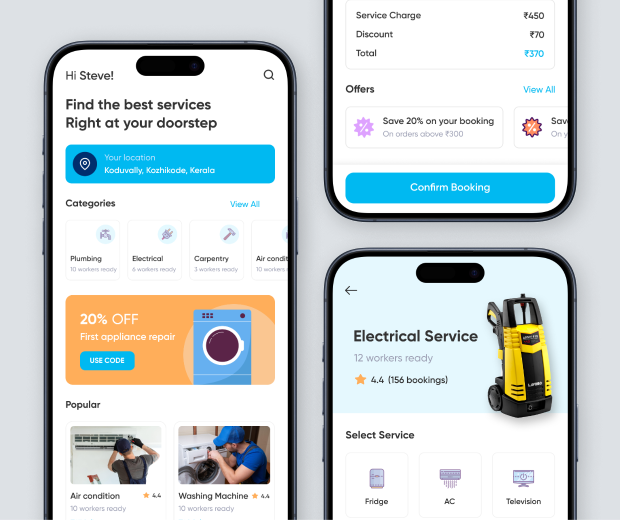 Hi Steve!
Find the best services
Right at your doorstep
Your location
Koduvally, Kozhikode, Kerala
Categories
View All
Plumbing
10 workers ready
Electrical
6 workers ready
Carpentry
3 workers ready
Air condit
10 workers
20% OFF
First appliance repair
USE CODE
Popular
Air condition
4.4
10 workers ready
Washing Machine
4.4
10 workers ready
Service Charge
₹450
Discount
₹70
Total
₹370
Offers
View All
Save 20% on your booking
On orders above ₹300
Sav
On
Confirm Booking
Electrical Service
12 workers ready
4.4 (156 bookings)
Select Service
Fridge
AC
Television